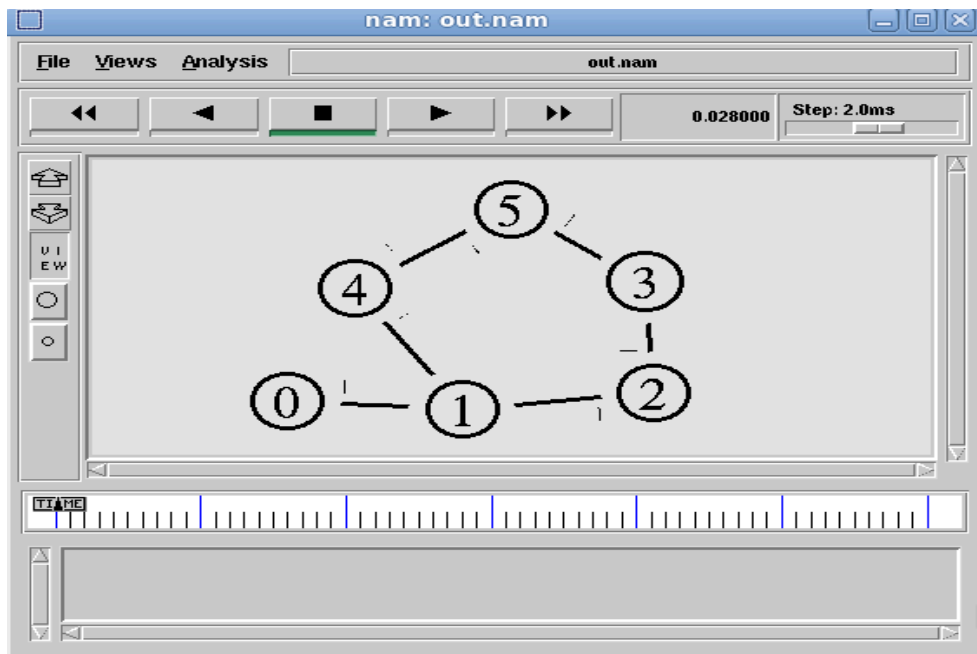 nam: out.nam
File Views Analysis out.nam
0.028000 Step: 2.0ms
V I
E W
5
4 3
0 1 2
TIME